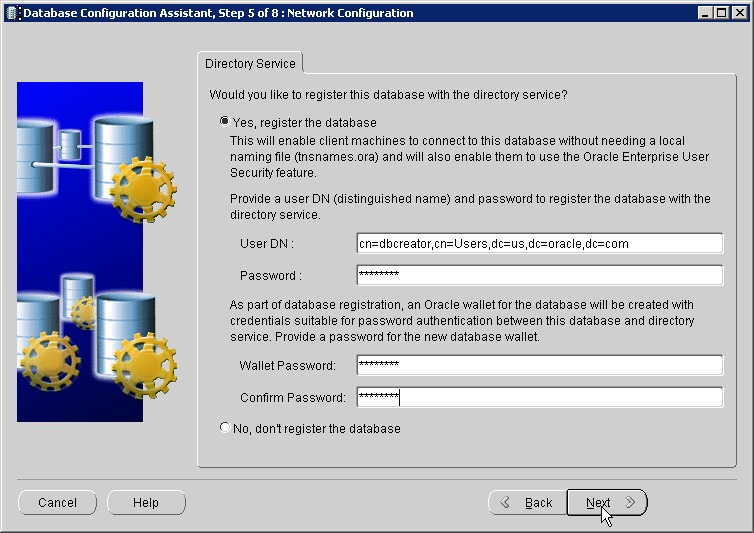 Database Configuration Assistant, Step 5 of 8 : Network Configuration
Directory Service
Would you like to register this database with the directory service?
Yes, register the database
This will enable client machines to connect to this database without needing a local
naming file (tnsnames.ora) and will also enable them to use the Oracle Enterprise User
Security feature.
Provide a user DN (distinguished name) and password to register the database with the
directory service.
User DN : cn=dbcreator,cn=Users,dc=us,dc=oracle,dc=com
Password : ********
As part of database registration, an Oracle wallet for the database will be created with
credentials suitable for password authentication between this database and directory
service. Provide a password for the new database wallet.
Wallet Password: ********
Confirm Password: ********
No, don't register the database
Cancel Help Back Next